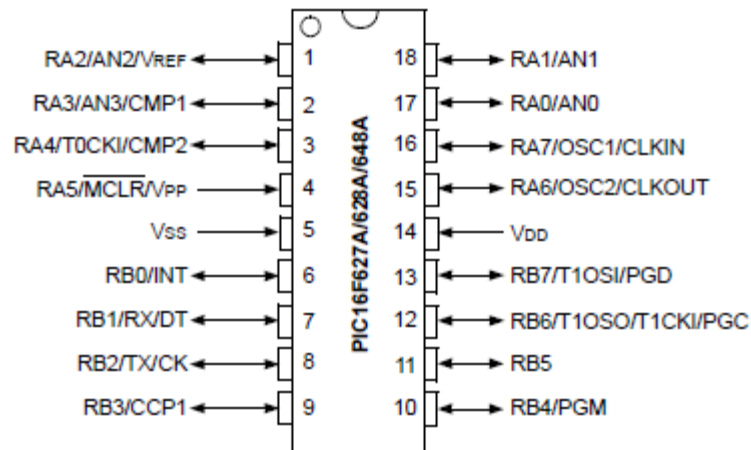 RA2/AN2/VREF 1 18 RA1/AN1
RA3/AN3/CMP1 2 17 RA0/AN0
RA4/T0CKI/CMP2 3 16 RA7/OSC1/CLKIN
RA5/MCLR/VPP 4 15 RA6/OSC2/CLKOUT
VSS 5 14 VDD
RB0/INT 6 13 RB7/T1OSI/PGD
RB1/RX/DT 7 12 RB6/T1OSO/T1CKI/PGC
RB2/TX/CK 8 11 RB5
RB3/CCP1 9 10 RB4/PGM
PIC16F627A/628A/648A